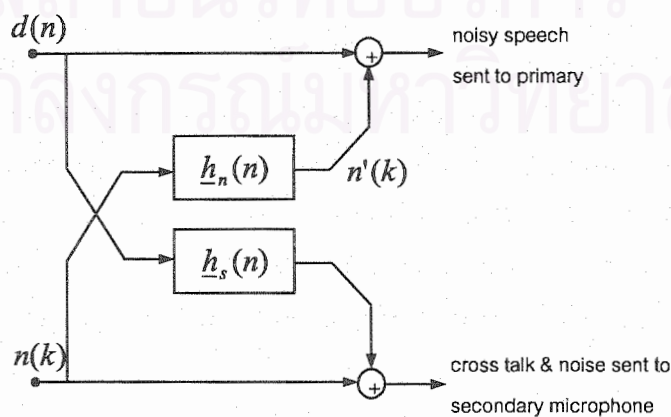 d(n)
noisy speech
sent to primary
h_n(n)
n'(k)
h_s(n)
n(k)
cross talk & noise sent to
secondary microphone